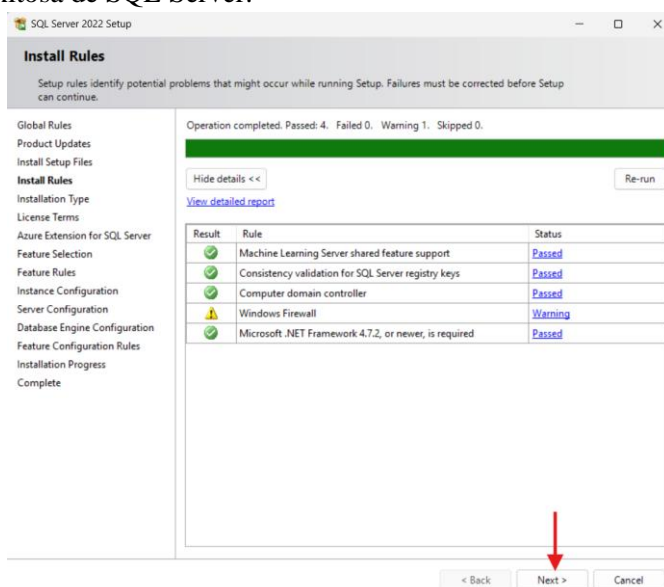 de SQL Server.
SQL Server 2022 Setup
Install Rules
Setup rules identify potential problems that might occur while running Setup. Failures must be corrected before Setup
can continue.
Global Rules
Product Updates
Install Setup Files
Install Rules
Installation Type
License Terms
Azure Extension for SQL Server
Feature Selection
Feature Rules
Instance Configuration
Server Configuration
Database Engine Configuration
Feature Configuration Rules
Installation Progress
Complete
Operation completed. Passed: 4. Failed 0. Warning 1. Skipped 0.
Hide details <<
Re-run
View detailed report
Result Rule Status
Machine Learning Server shared feature support Passed
Consistency validation for SQL Server registry keys Passed
Computer domain controller Passed
Windows Firewall Warning
Microsoft .NET Framework 4.7.2, or newer, is required Passed
< Back Next > Cancel